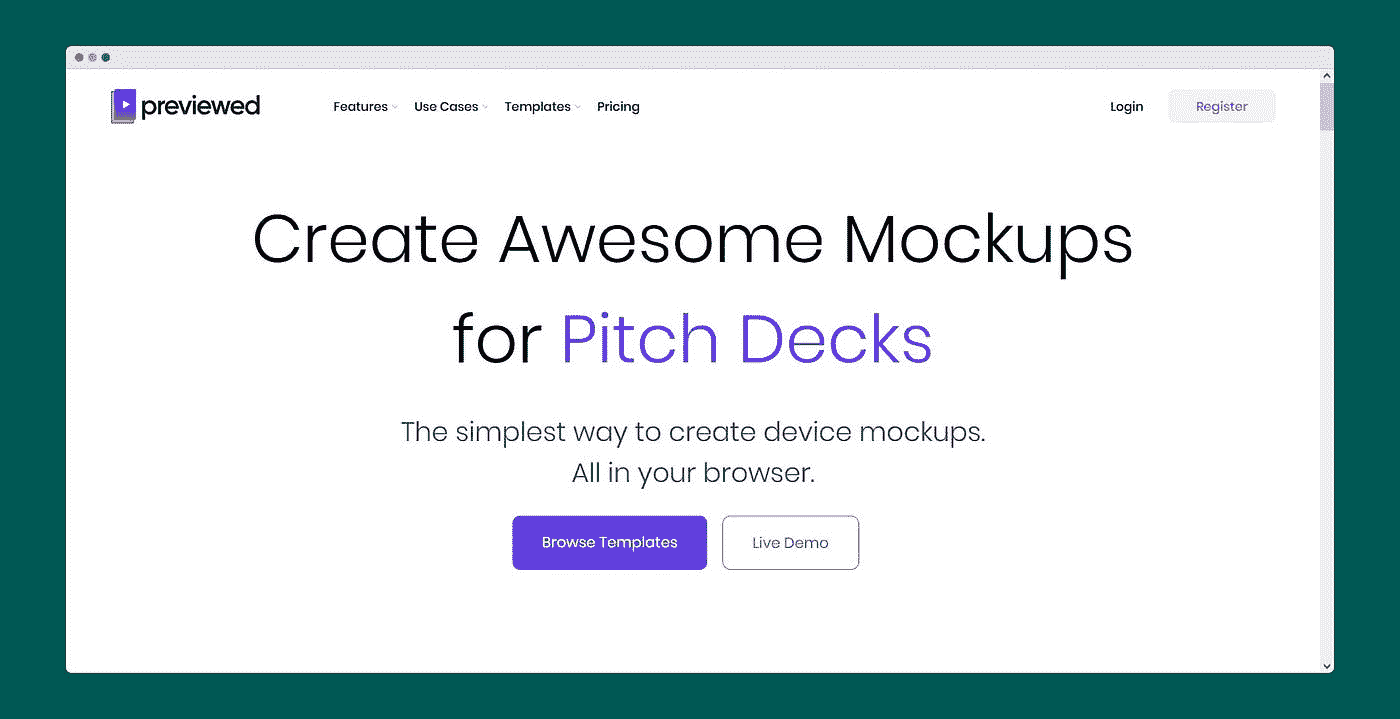 previewed
Features
Use Cases
Templates
Pricing
Login
Register
Create Awesome Mockups
for Pitch Decks
The simplest way to create device mockups.
All in your browser.
Browse Templates
Live Demo